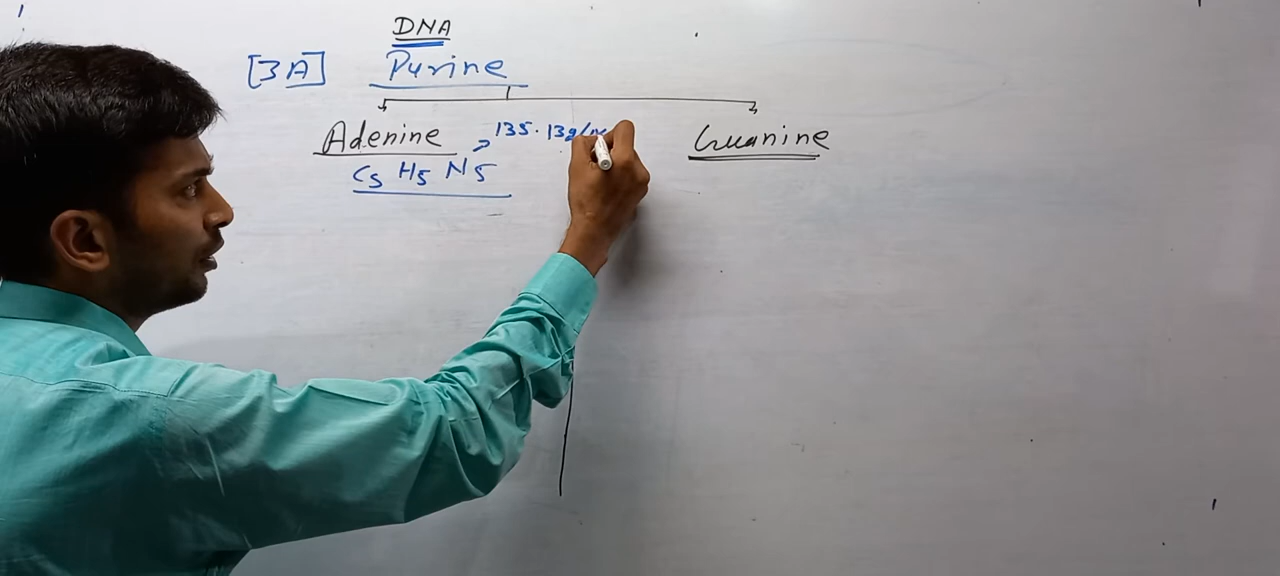 DNA
[3A] Purine
Adenine
Guanine
135.13g/
C5 H5 N5